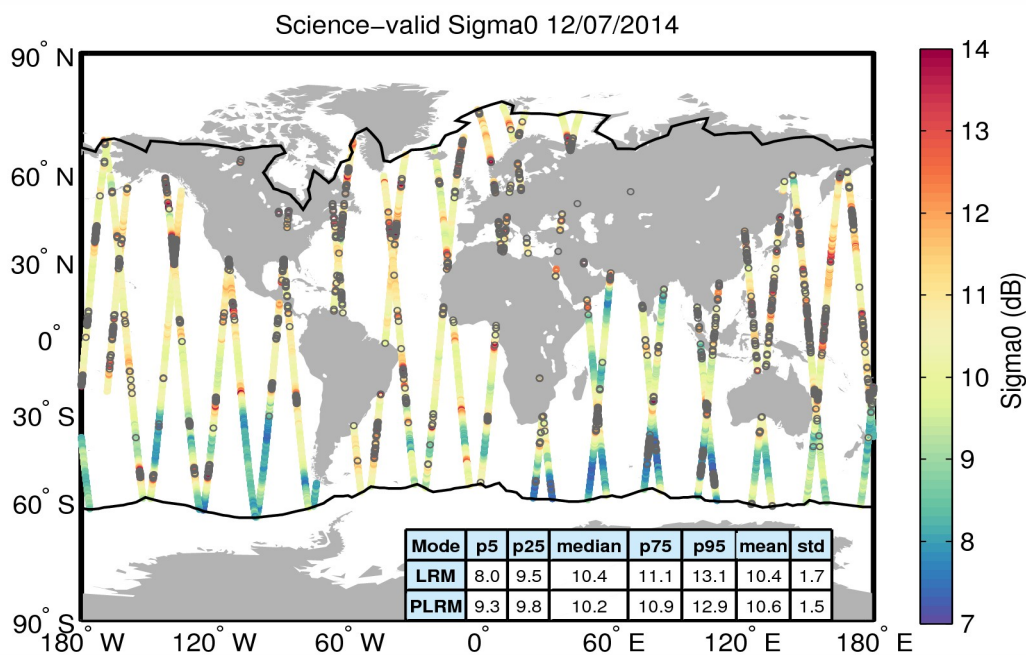 Science−valid Sigma0 12/07/2014
90° N
60° N
30° N
0°
30° S
60° S
90° S
180° W
120° W
60° W
0°
60° E
120° E
180° E
14
13
12
11
10
9
8
7
Sigma0 (dB)
Mode p5 p25 median p75 p95 mean std
LRM 8.0 9.5 10.4 11.1 13.1 10.4 1.7
PLRM 9.3 9.8 10.2 10.9 12.9 10.6 1.5